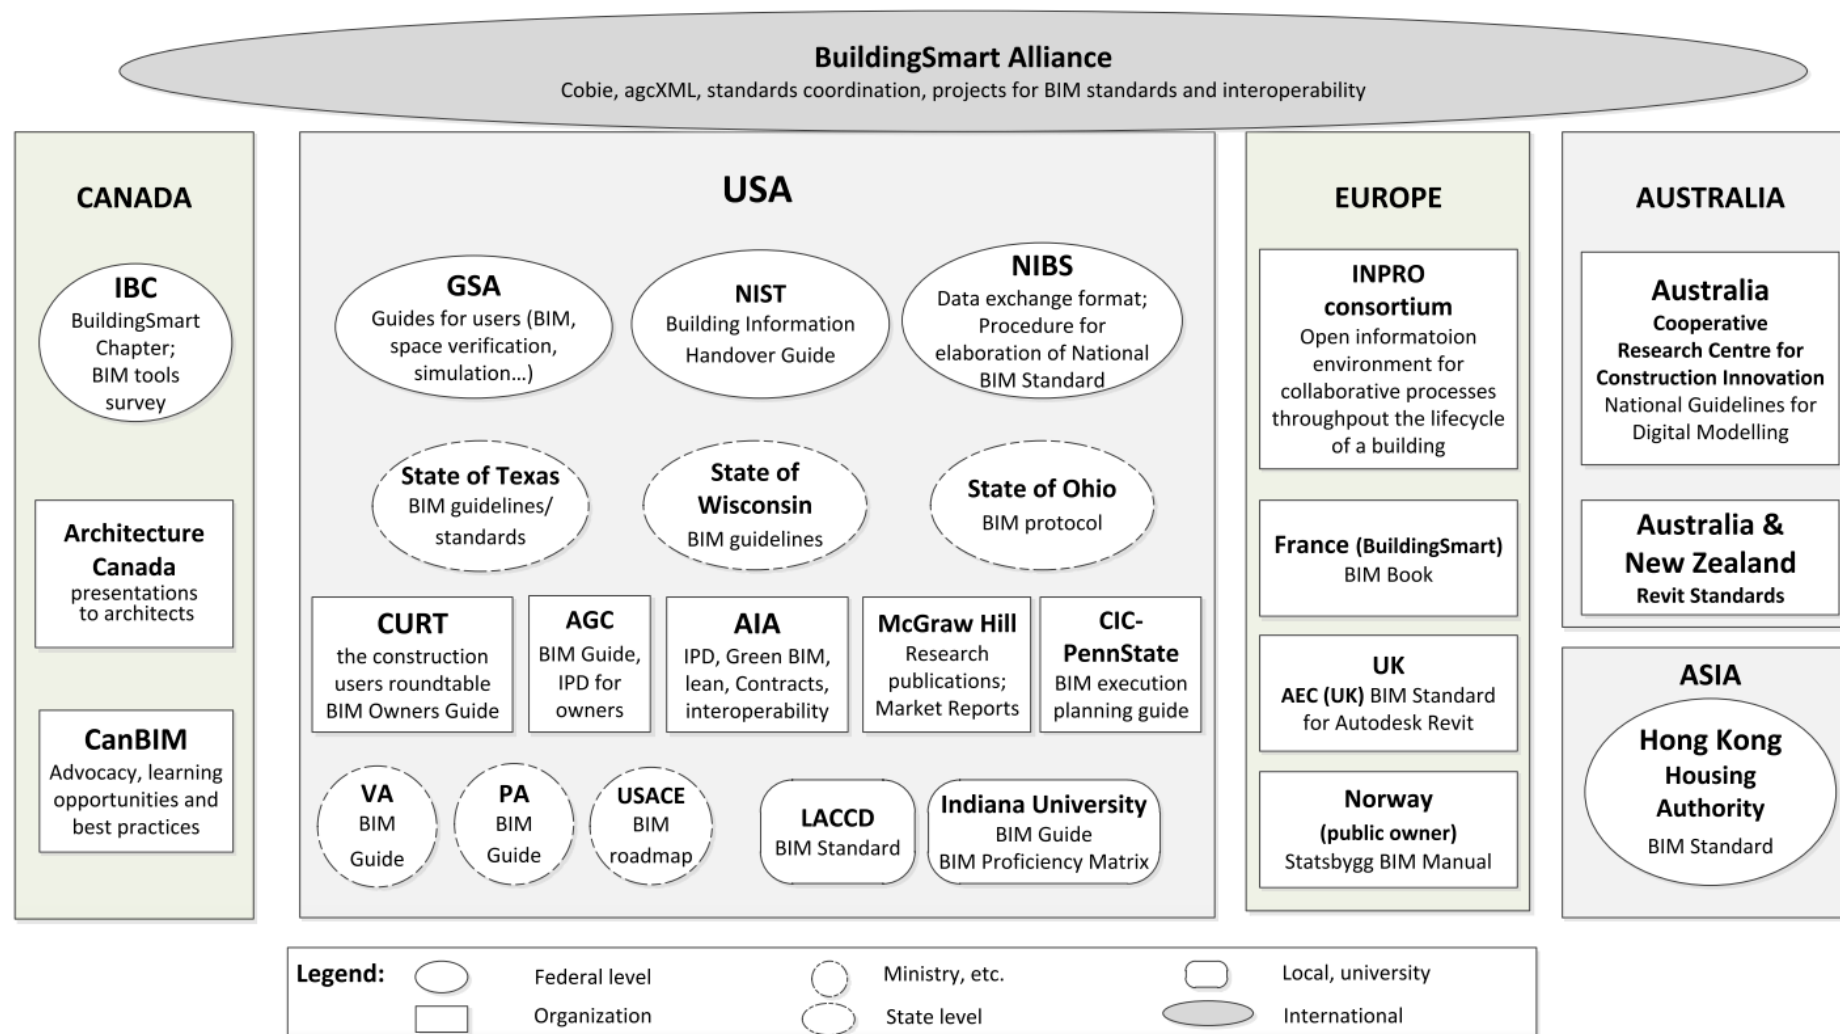 BuildingSmart Alliance
Cobie, agcXML, standards coordination, projects for BIM standards and interoperability
CANADA
IBC
BuildingSmart
Chapter;
BIM tools
survey
Architecture
Canada
presentations
to architects
CanBIM
Advocacy, learning
opportunities and
best practices
USA
GSA
Guides for users (BIM,
space verification,
simulation...)
NIST
Building Information
Handover Guide
NIBS
Data exchange format;
Procedure for
elaboration of National
BIM Standard
State of Texas
BIM guidelines/
standards
State of
Wisconsin
BIM guidelines
State of Ohio
BIM protocol
CURT
the construction
users roundtable
BIM Owners Guide
AGC
BIM Guide,
IPD for
owners
AIA
IPD, Green BIM,
lean, Contracts,
interoperability
McGraw Hill
Research
publications;
Market Reports
CIC-
PennState
BIM execution
planning guide
VA
BIM
Guide
PA
BIM
Guide
USACE
BIM
roadmap
LACCD
BIM Standard
Indiana University
BIM Guide
BIM Proficiency Matrix
EUROPE
INPRO
consortium
Open informatoion
environment for
collaborative processes
throughpout the lifecycle
of a building
France (BuildingSmart)
BIM Book
UK
AEC (UK) BIM Standard
for Autodesk Revit
Norway
(public owner)
Statsbygg BIM Manual
AUSTRALIA
Australia
Cooperative
Research Centre for
Construction Innovation
National Guidelines for
Digital Modelling
Australia &
New Zealand
Revit Standards
ASIA
Hong Kong
Housing
Authority
BIM Standard
Legend:
Federal level
Ministry, etc.
Local, university
Organization
State level
International